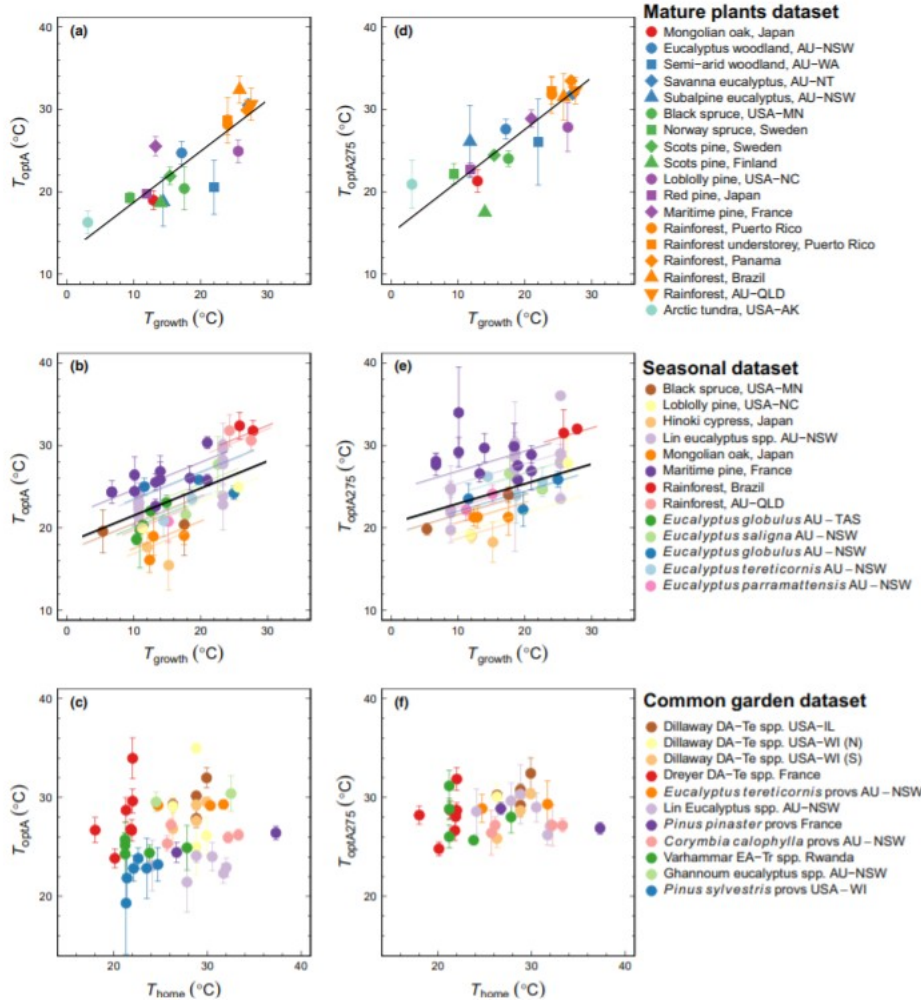 (a)
40
30
20
10
ToptA (°C)
0 10 20 30
Tgrowth (°C)
(d)
40
30
20
10
ToptA275 (°C)
0 10 20 30
Tgrowth (°C)
Mature plants dataset
Mongolian oak, Japan
Eucalyptus woodland, AU-NSW
Semi-arid woodland, AU-WA
Savanna eucalyptus, AU-NT
Subalpine eucalyptus, AU-NSW
Black spruce, USA-MN
Norway spruce, Sweden
Scots pine, Sweden
Scots pine, Finland
Loblolly pine, USA-NC
Red pine, Japan
Maritime pine, France
Rainforest, Puerto Rico
Rainforest understorey, Puerto Rico
Rainforest, Panama
Rainforest, Brazil
Rainforest, AU-QLD
Arctic tundra, USA-AK
(b)
40
30
20
10
ToptA (°C)
0 10 20 30
Tgrowth (°C)
(e)
40
30
20
10
ToptA275 (°C)
0 10 20 30
Tgrowth (°C)
Seasonal dataset
Black spruce, USA-MN
Loblolly pine, USA-NC
Hinoki cypress, Japan
Lin eucalyptus spp. AU-NSW
Mongolian oak, Japan
Maritime pine, France
Rainforest, Brazil
Rainforest, AU-QLD
Eucalyptus globulus AU – TAS
Eucalyptus saligna AU – NSW
Eucalyptus globulus AU – NSW
Eucalyptus tereticornis AU – NSW
Eucalyptus parramattensis AU – NSW
(c)
40
30
20
10
ToptA (°C)
20 30 40
Thome (°C)
(f)
40
30
20
10
ToptA275 (°C)
20 30 40
Thome (°C)
Common garden dataset
Dillaway DA–Te spp. USA–IL
Dillaway DA–Te spp. USA–WI (N)
Dillaway DA–Te spp. USA–WI (S)
Dreyer DA–Te spp. France
Eucalyptus tereticornis provs AU – NSW
Lin Eucalyptus spp. AU–NSW
Pinus pinaster provs France
Corymbia calophylla provs AU – NSW
Varhammar EA–Tr spp. Rwanda
Ghannoum eucalyptus spp. AU–NSW
Pinus sylvestris provs USA – WI